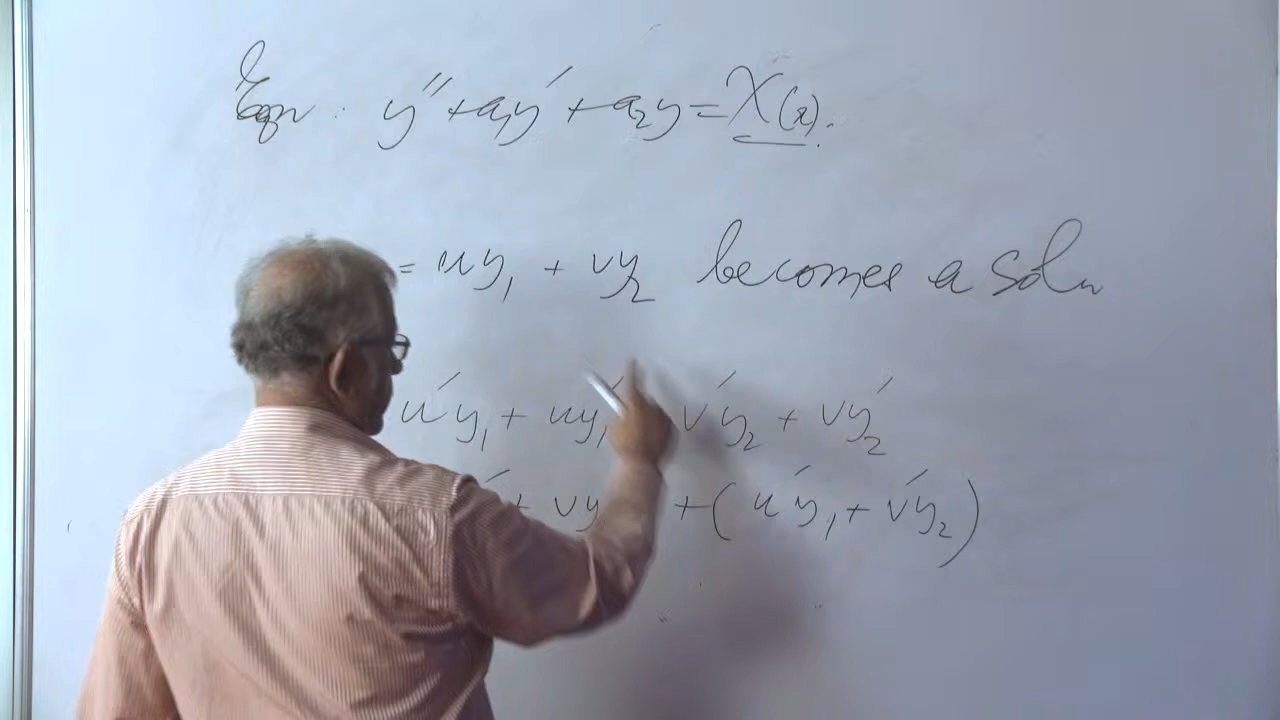 Eqn : y″ + a₁y′ + a₂y = X(x).
= uy₁ + vy₂ becomes a soln
u′y₁ + uy₁′ v′y₂ + vy₂′
+ vy + (u′y₁ + v′y₂)